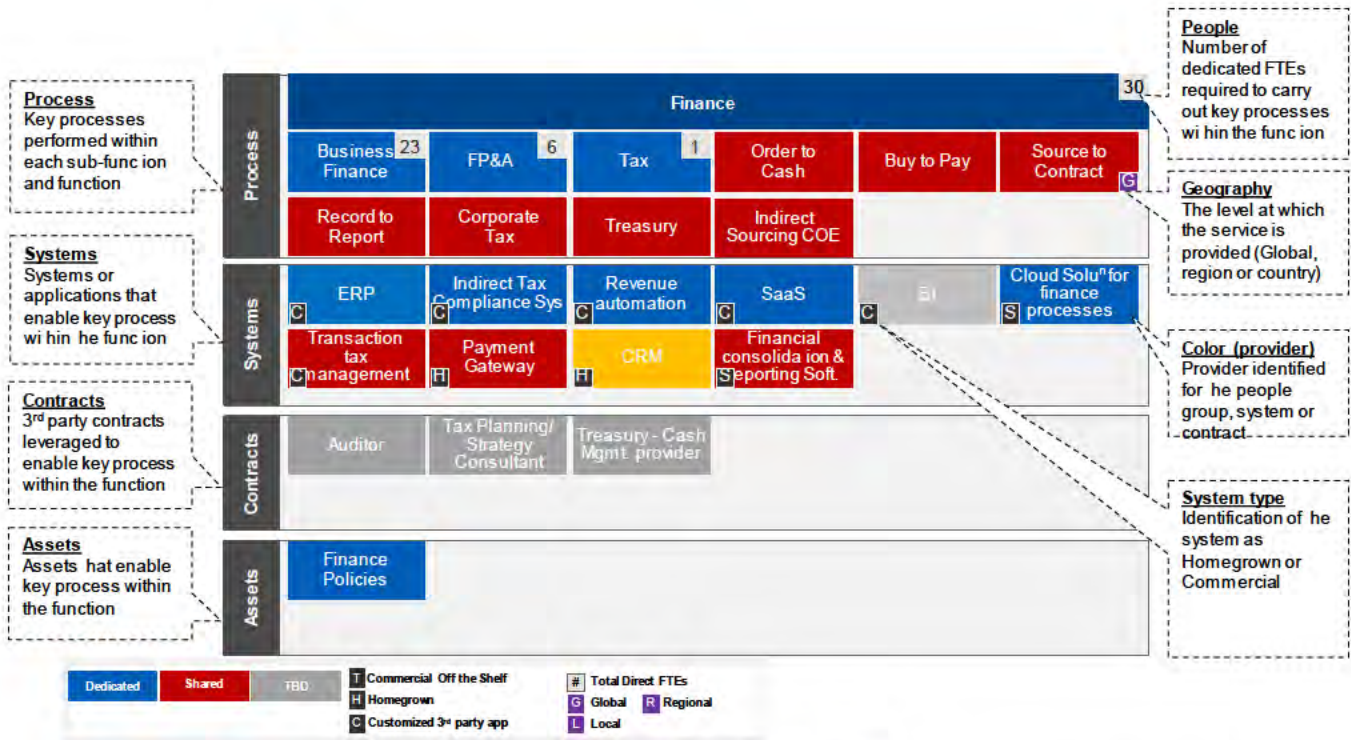 People
Number of
dedicated FTEs
required to carry
out key processes
wi hin the func ion
Process
Key processes
performed within
each sub-func ion
and function
Process
Finance
30
Business
Finance
23
FP&A
6
Tax
1
Order to
Cash
Buy to Pay
Source to
Contract
G
Record to
Report
Corporate
Tax
Treasury
Indirect
Sourcing COE
Geography
The level at which
the service is
provided (Global,
region or country)
Systems
Systems or
applications that
enable key process
wi hin he func ion
Systems
ERP
C
Indirect Tax
Compliance Sys
C
Revenue
automation
C
SaaS
C
BI
C
Cloud Soluⁿ for
finance
processes
S
Transaction
tax
management
C
Payment
Gateway
H
CRM
H
Financial
consolida ion &
Reporting Soft.
S
Color (provider)
Provider identified
for he people
group, system or
contract
Contracts
3rd party contracts
leveraged to
enable key process
within the function
Contracts
Auditor
Tax Planning/
Strategy
Consultant
Treasury - Cash
Mgmt. provider
System type
Identification of he
system as
Homegrown or
Commercial
Assets
Assets hat enable
key process within
the function
Assets
Finance
Policies
Dedicated
Shared
TBD
T Commercial Off the Shelf
H Homegrown
C Customized 3rd party app
# Total Direct FTEs
G Global R Regional
L Local